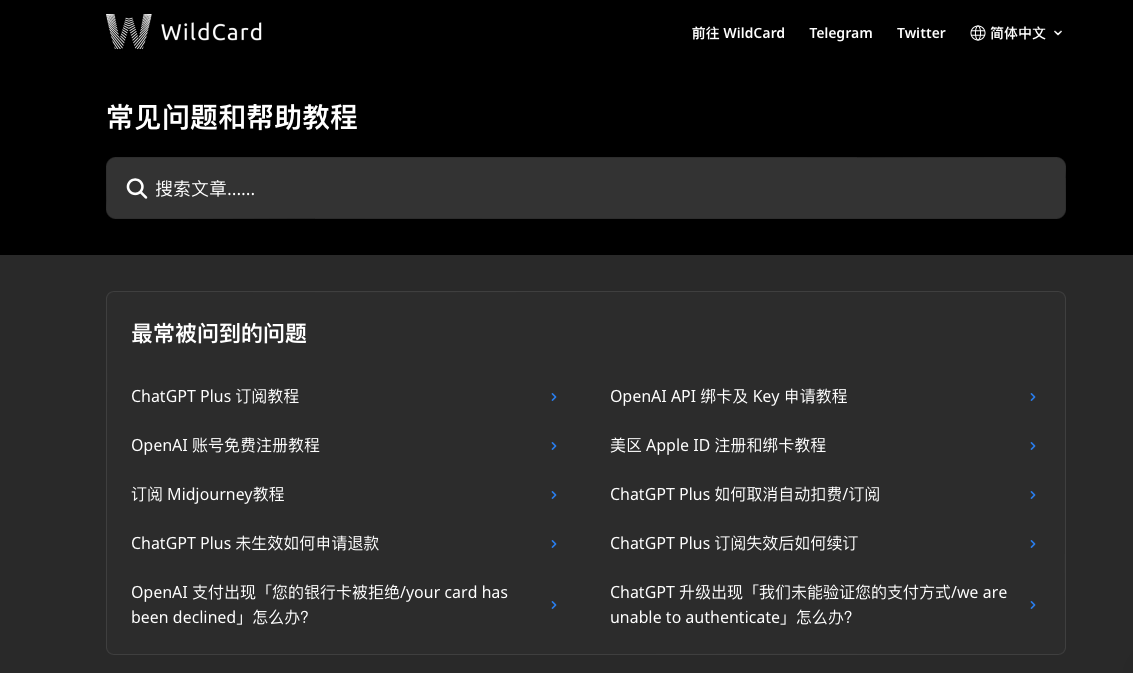 WildCard
前往 WildCard
Telegram
Twitter
简体中文
常见问题和帮助教程
搜索文章......
最常被问到的问题
ChatGPT Plus 订阅教程
OpenAI API 绑卡及 Key 申请教程
OpenAI 账号免费注册教程
美区 Apple ID 注册和绑卡教程
订阅 Midjourney教程
ChatGPT Plus 如何取消自动扣费/订阅
ChatGPT Plus 未生效如何申请退款
ChatGPT Plus 订阅失效后如何续订
OpenAI 支付出现「您的银行卡被拒绝/your card has
been declined」怎么办？
ChatGPT 升级出现「我们未能验证您的支付方式/we are
unable to authenticate」怎么办？